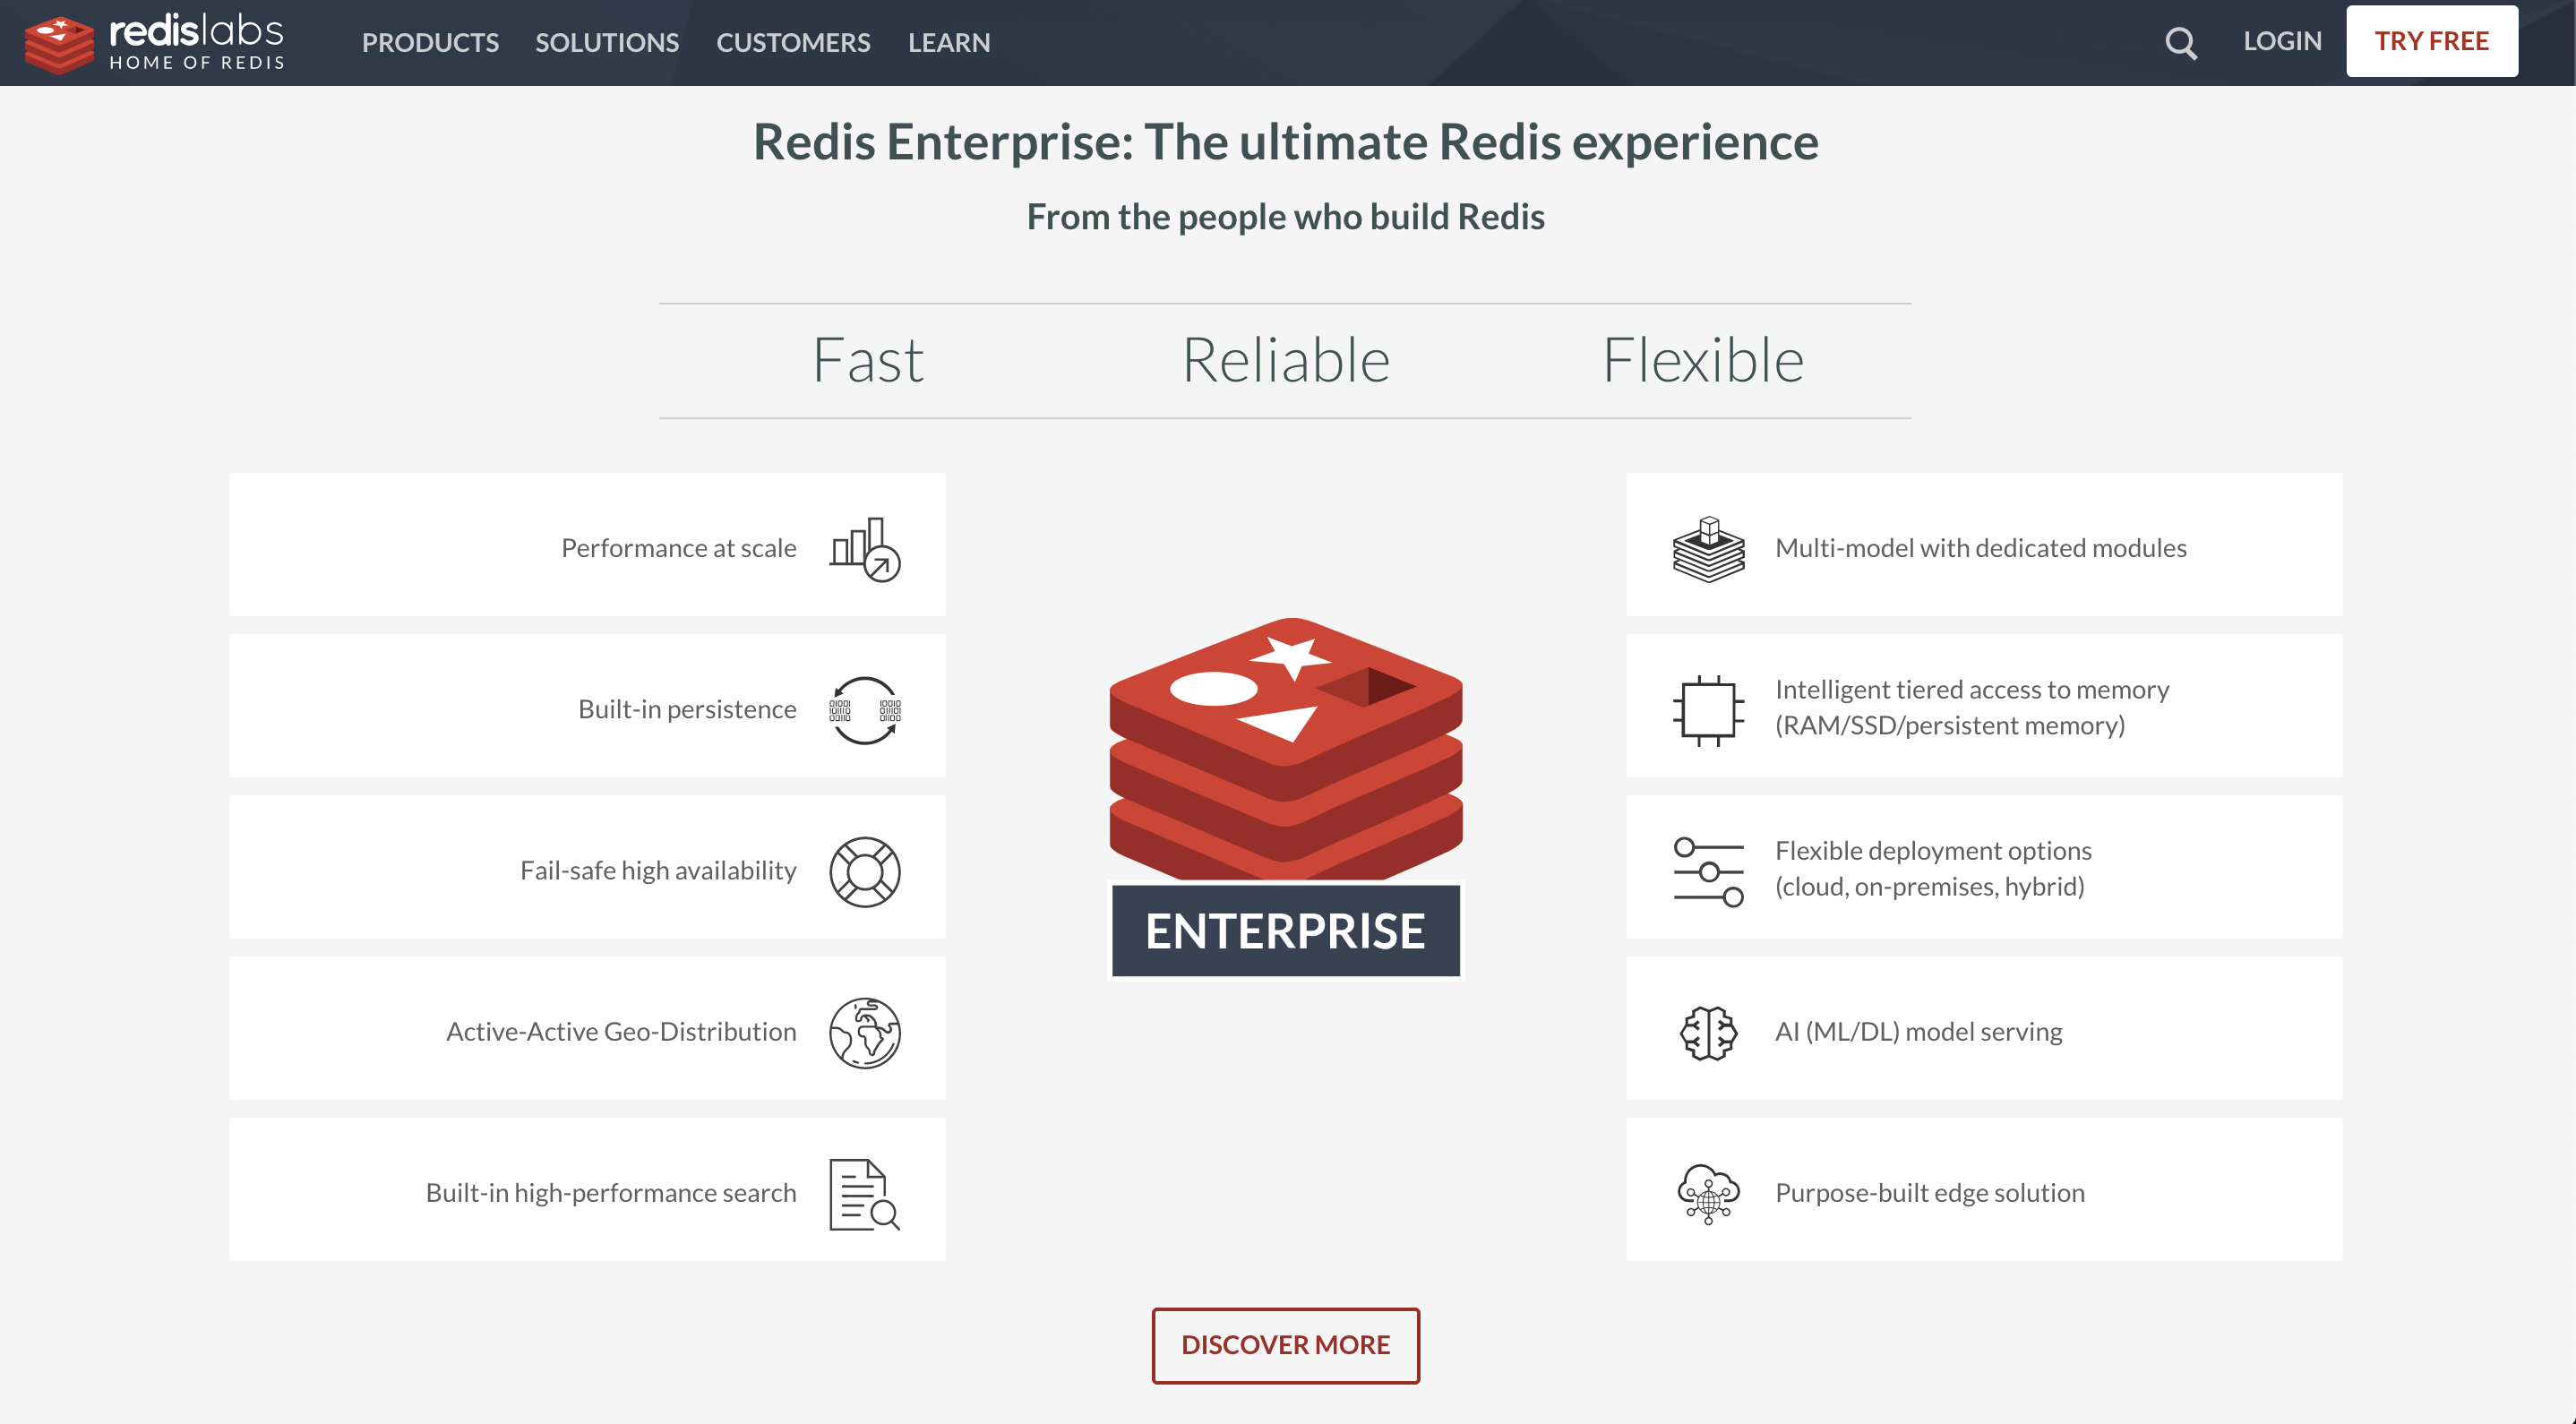 redislabs
HOME OF REDIS
PRODUCTS
SOLUTIONS
CUSTOMERS
LEARN
LOGIN
TRY FREE
Redis Enterprise: The ultimate Redis experience
From the people who build Redis
Fast
Reliable
Flexible
Performance at scale
Built-in persistence
Fail-safe high availability
Active-Active Geo-Distribution
Built-in high-performance search
ENTERPRISE
Multi-model with dedicated modules
Intelligent tiered access to memory
(RAM/SSD/persistent memory)
Flexible deployment options
(cloud, on-premises, hybrid)
AI (ML/DL) model serving
Purpose-built edge solution
DISCOVER MORE